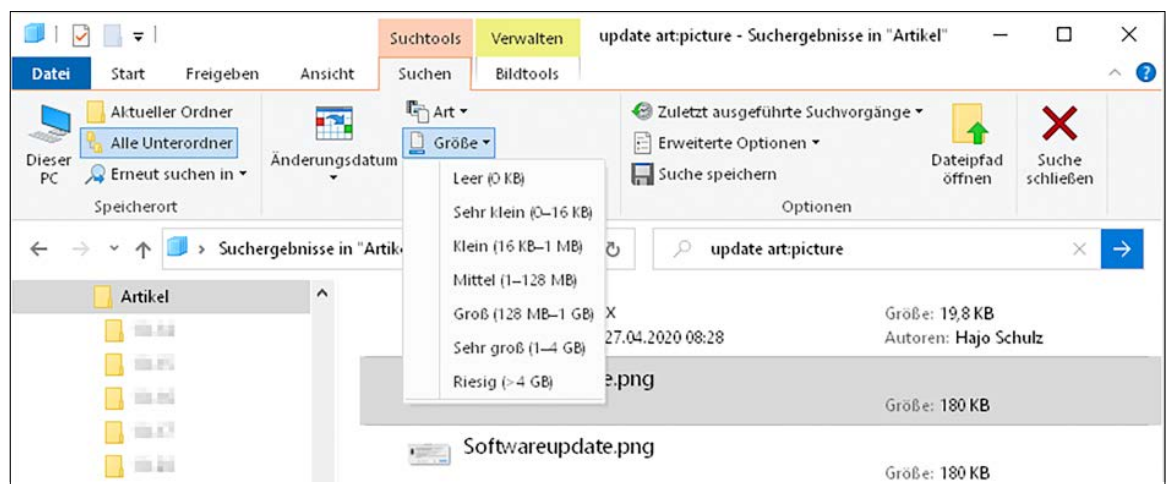 Suchtools Verwalten update art:picture - Suchergebnisse in "Artikel"
Datei Start Freigeben Ansicht Suchen Bildtools
Dieser PC
Aktueller Ordner
Alle Unterordner
Erneut suchen in
Speicherort
Änderungsdatum
Art
Größe
Zuletzt ausgeführte Suchvorgänge
Erweiterte Optionen
Suche speichern
Dateipfad öffnen
Suche schließen
Optionen
Leer (0 KB)
Sehr klein (0–16 KB)
Klein (16 KB–1 MB)
Mittel (1–128 MB)
Groß (128 MB–1 GB)
Sehr groß (1–4 GB)
Riesig (>4 GB)
Suchergebnisse in "Artik
update art:picture
Artikel
X
Größe: 19,8 KB
27.04.2020 08:28
Autoren: Hajo Schulz
e.png
Größe: 180 KB
Softwareupdate.png
Größe: 180 KB